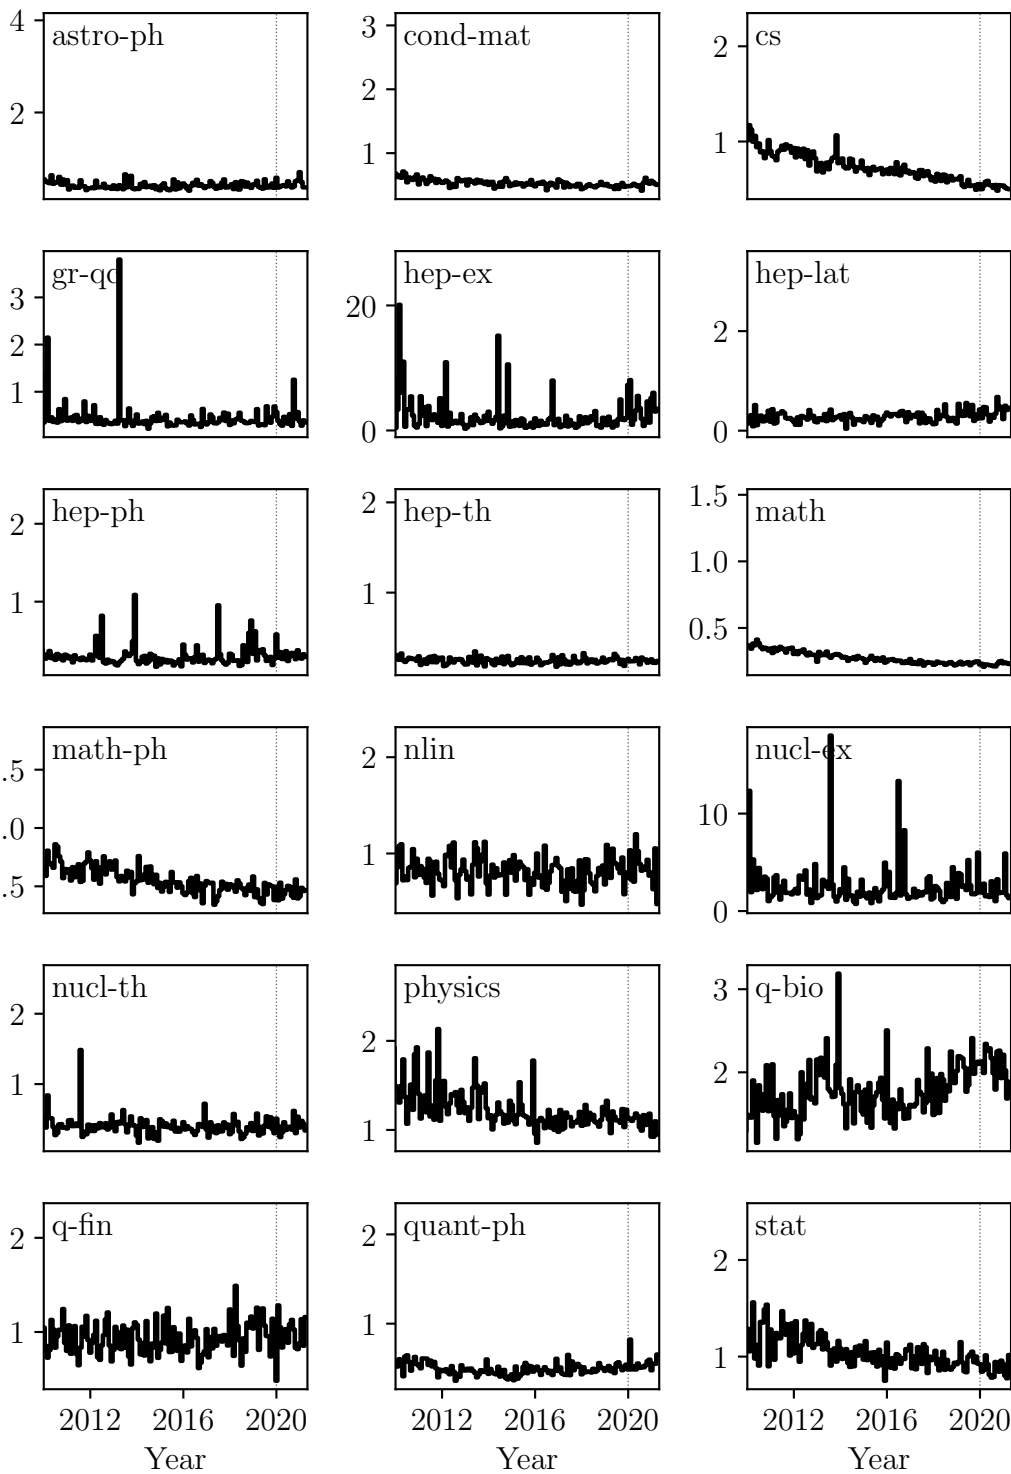 4
2
astro-ph
3
2
1
cond-mat
2
1
cs
3
2
1
gr-qc
20
0
hep-ex
2
0
hep-lat
2
1
hep-ph
2
1
hep-th
1.5
1.0
0.5
math
.5
.0
.5
math-ph
2
1
nlin
10
0
nucl-ex
2
1
nucl-th
2
1
physics
3
2
q-bio
2
1
q-fin
2
1
quant-ph
2
1
stat
2012 2016 2020
2012 2016 2020
2012 2016 2020
Year
Year
Year